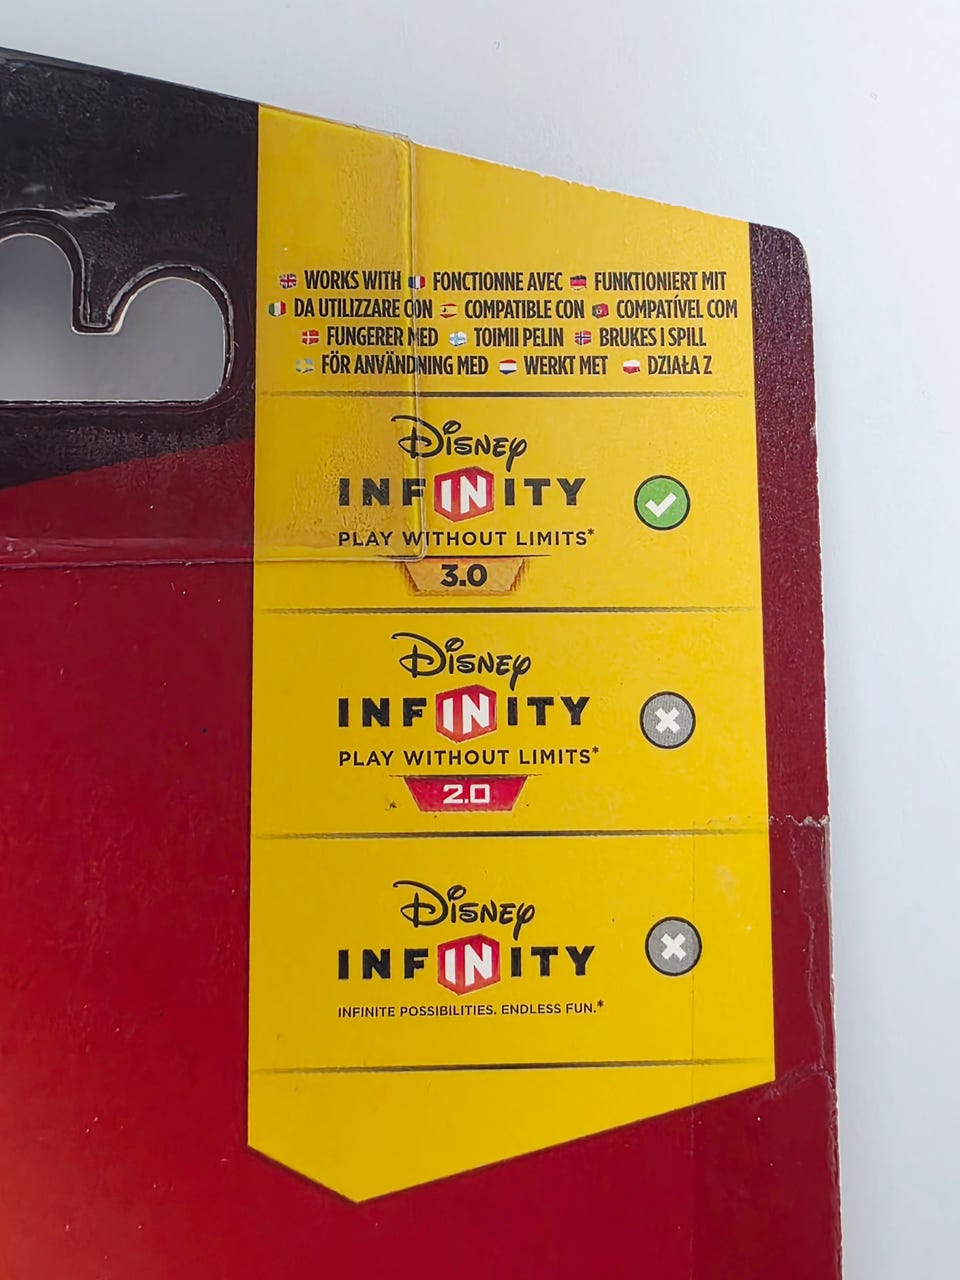 WORKS WITH FONCTIONNE AVEC FUNKTIONIERT MIT
DA UTILIZZARE CON COMPATIBLE CON COMPATÍVEL COM
FUNGERER MED TOIMII PELIN BRUKES I SPILL
FÖR ANVÄNDNING MED WERKT MET DZIAŁA Z
Disney
INFINITY
PLAY WITHOUT LIMITS*
3.0
Disney
INFINITY
PLAY WITHOUT LIMITS*
2.0
Disney
INFINITY
INFINITE POSSIBILITIES. ENDLESS FUN.*